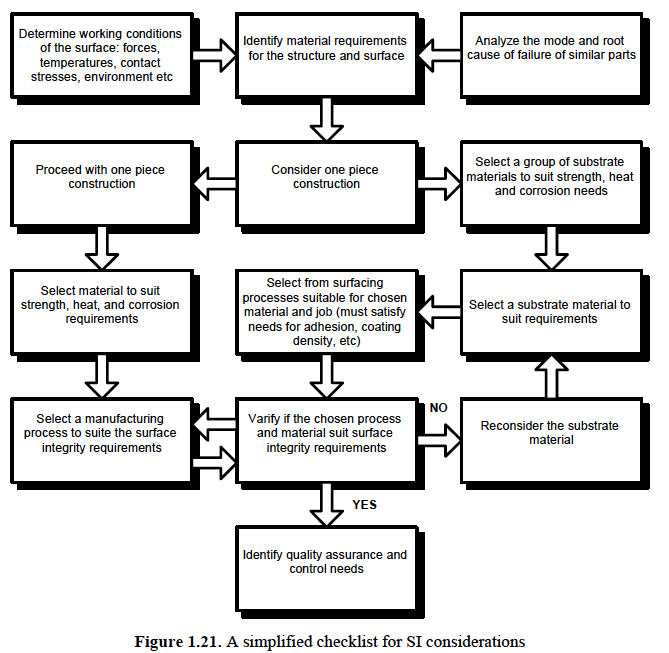 Determine working conditions
of the surface: forces,
temperatures, contact
stresses, environment etc
Identify material requirements
for the structure and surface
Analyze the mode and root
cause of failure of similar parts
Proceed with one piece
construction
Consider one piece
construction
Select a group of substrate
materials to suit strength, heat
and corrosion needs
Select material to suit
strength, heat, and corrosion
requirements
Select from surfacing
processes suitable for chosen
material and job (must satisfy
needs for adhesion, coating
density, etc)
Select a substrate material to
suit requirements
Select a manufacturing
process to suite the surface
integrity requirements
Varify if the chosen process
and material suit surface
integrity requirements
NO
Reconsider the substrate
material
YES
Identify quality assurance and
control needs
Figure 1.21. A simplified checklist for SI considerations